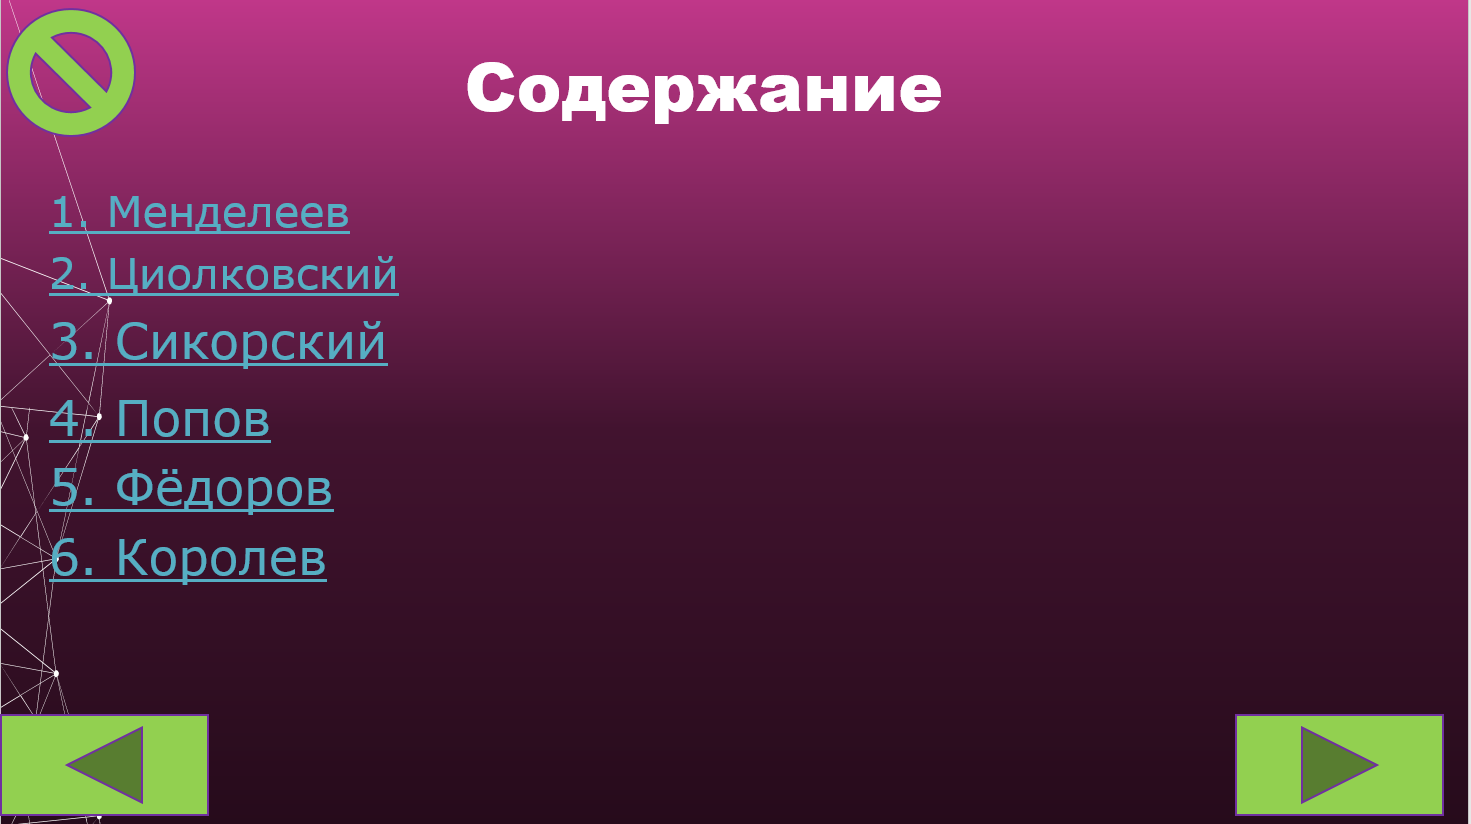 Содержание
1. Менделеев
2. Циолковский
3. Сикорский
4. Попов
5. Фёдоров
6. Королев